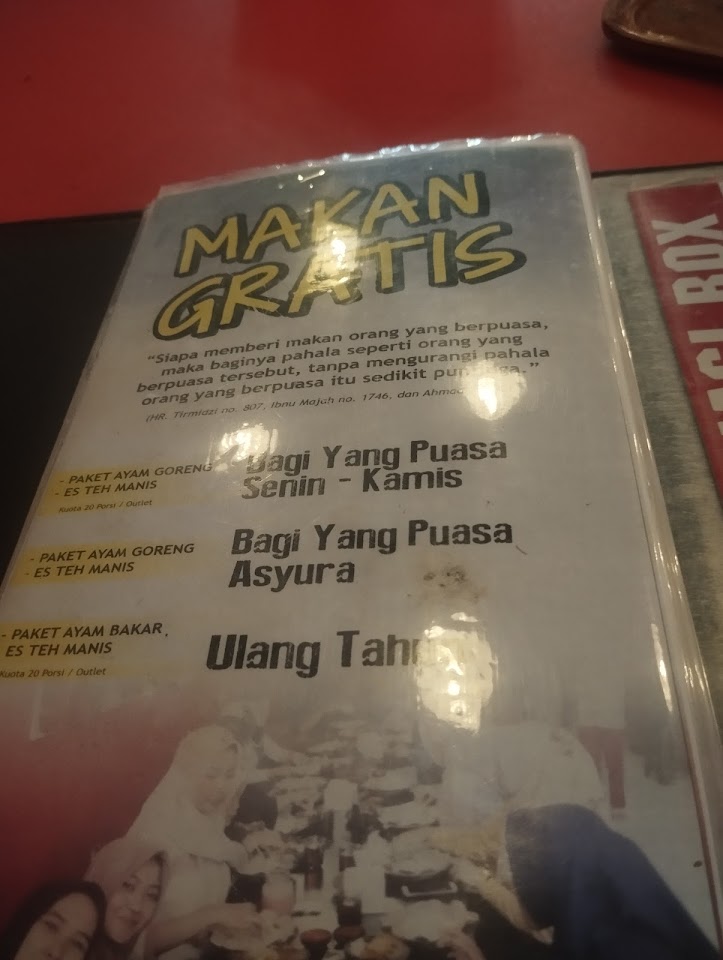 MAKAN
GRATIS
"Siapa memberi makan orang yang berpuasa,
maka baginya pahala seperti orang yang
berpuasa tersebut, tanpa mengurangi pahala
orang yang berpuasa itu sedikit pun
(HR. Tirmidzi no. 807, Ibnu Majah no. 1746, dan Ahmad
- PAKET AYAM GORENG
- ES TEH MANIS
Kuota 20 Porsi / Outlet
Bagi Yang Puasa
Senin - Kamis
- PAKET AYAM GORENG
- ES TEH MANIS
Bagi Yang Puasa
Asyura
- PAKET AYAM BAKAR,
ES TEH MANIS
Kuota 20 Porsi / Outlet
Ulang
NASI BOX